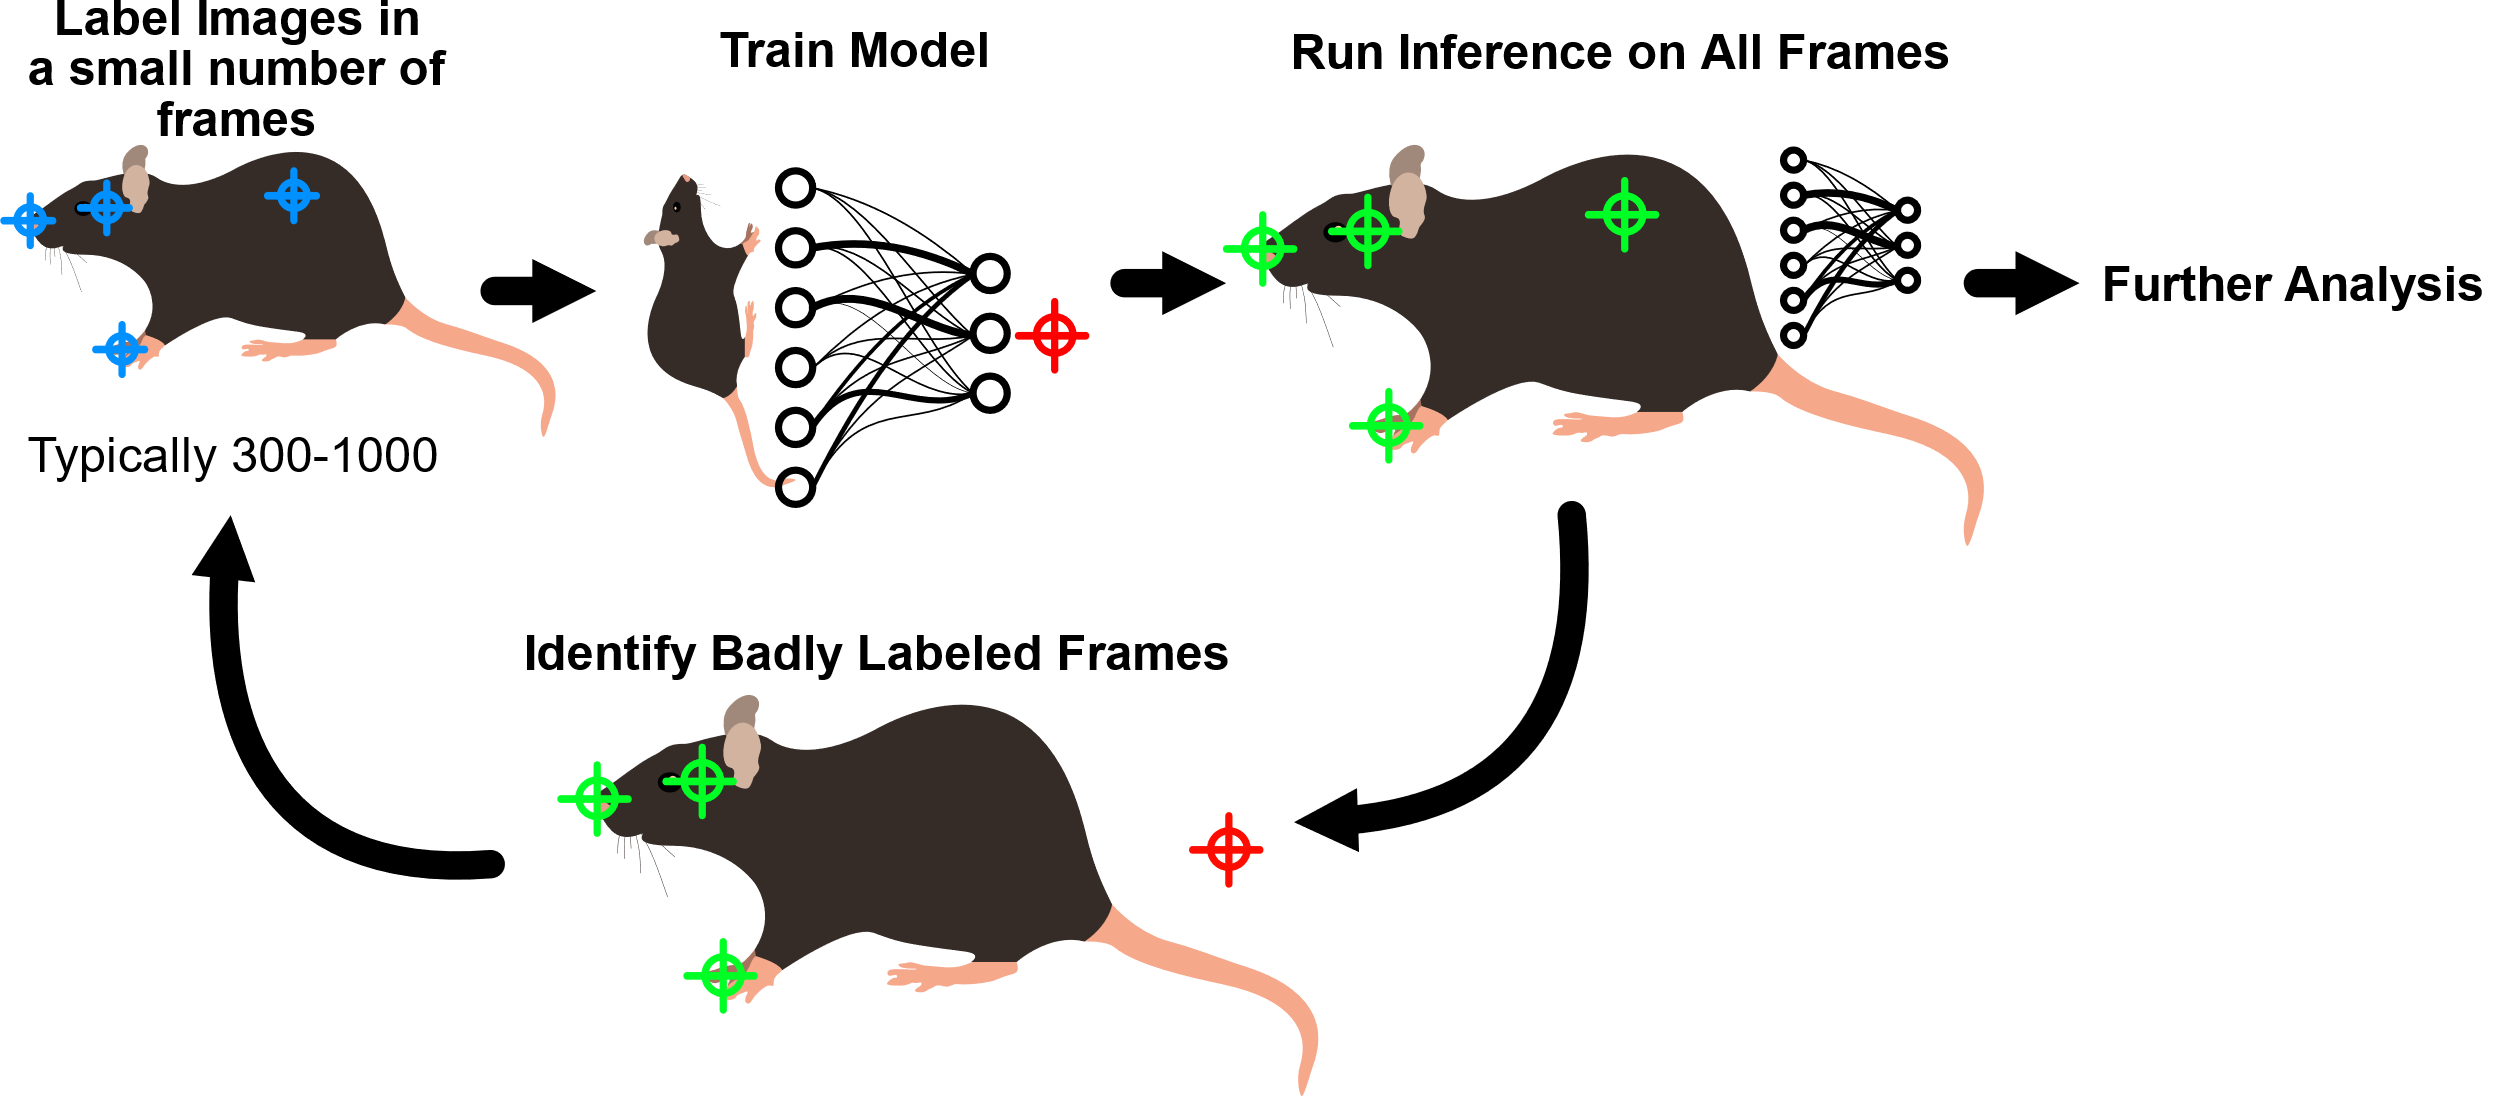 Label Images in
a small number of
frames
Train Model
Run Inference on All Frames
Further Analysis
Typically 300-1000
Identify Badly Labeled Frames